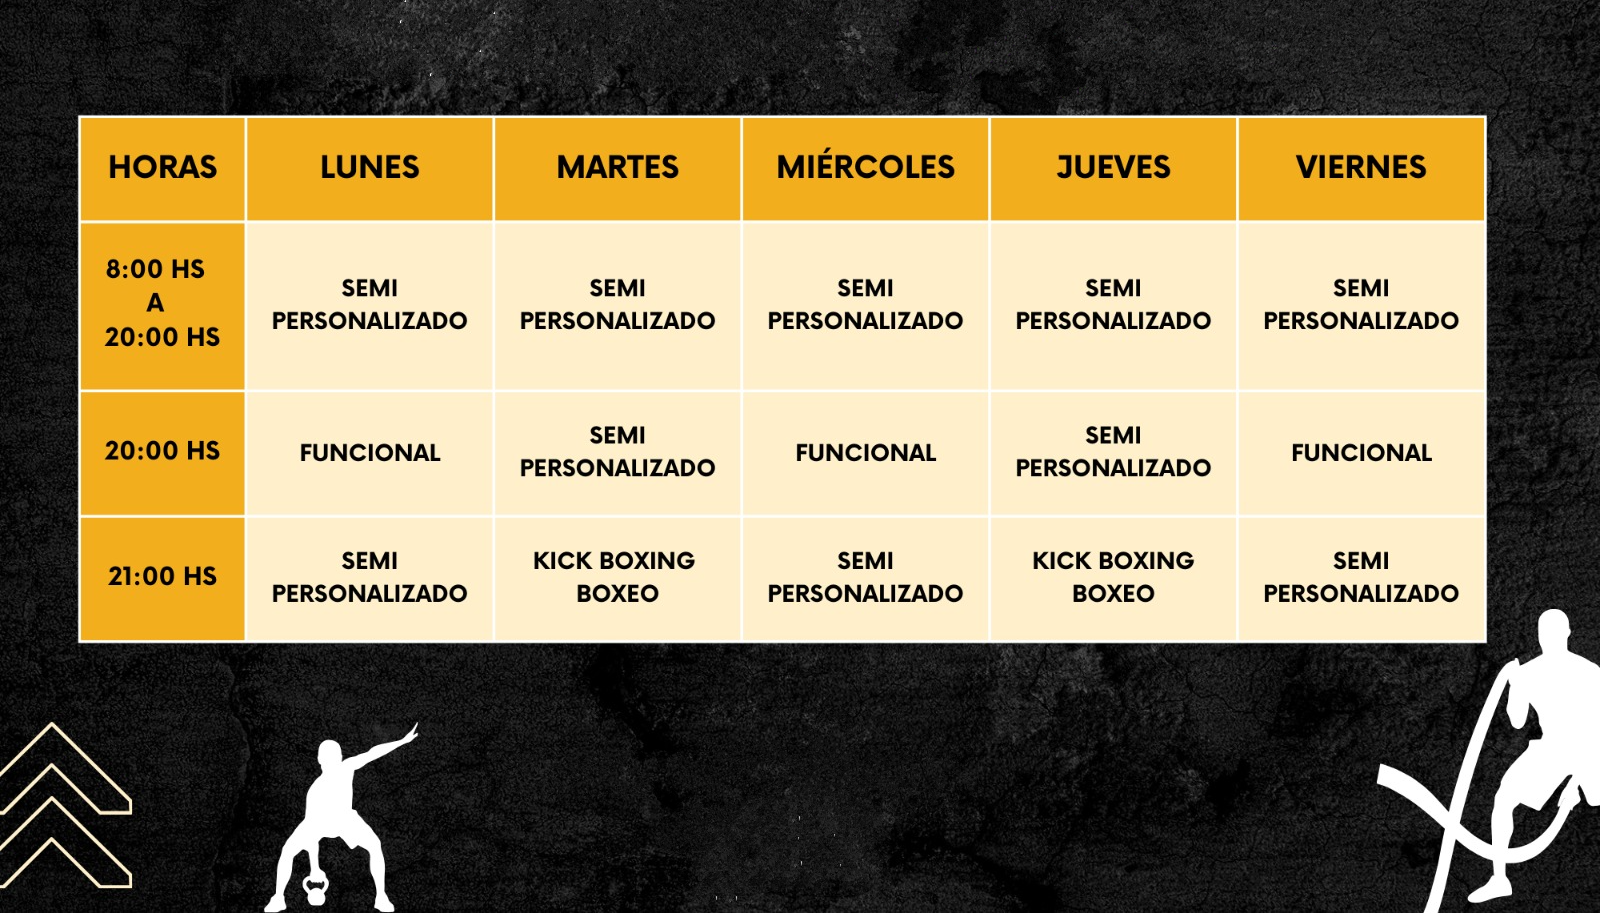 HORAS
LUNES
MARTES
MIÉRCOLES
JUEVES
VIERNES
8:00 HS
A
20:00 HS
SEMI
PERSONALIZADO
SEMI
PERSONALIZADO
SEMI
PERSONALIZADO
SEMI
PERSONALIZADO
SEMI
PERSONALIZADO
20:00 HS
FUNCIONAL
SEMI
PERSONALIZADO
FUNCIONAL
SEMI
PERSONALIZADO
FUNCIONAL
21:00 HS
SEMI
PERSONALIZADO
KICK BOXING
BOXEO
SEMI
PERSONALIZADO
KICK BOXING
BOXEO
SEMI
PERSONALIZADO